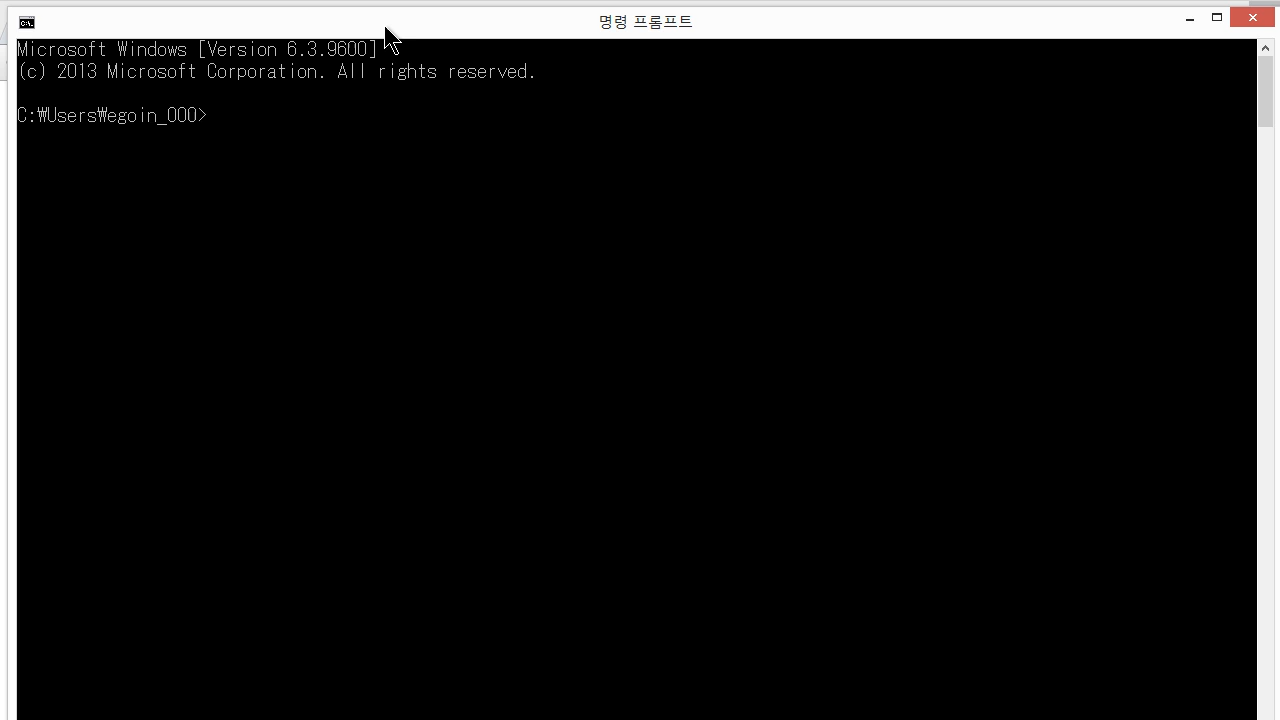 명령 프롬프트
Microsoft Windows [Version 6.3.9600]
(c) 2013 Microsoft Corporation. All rights reserved.
C:₩Users₩egoin_000>